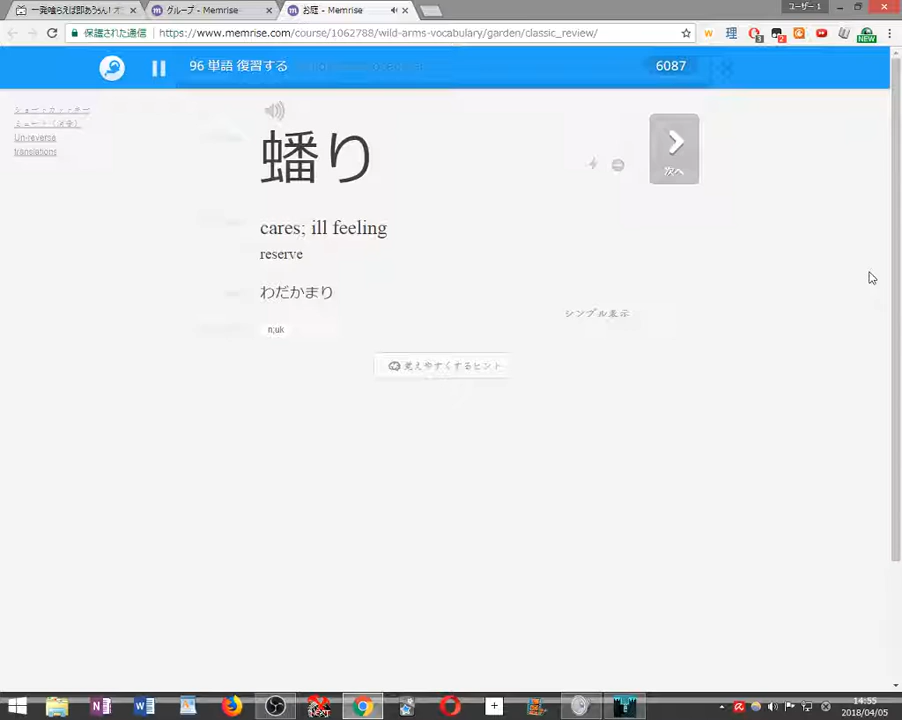 一発喰らえば即あうん! オ
グループ - Memrise
お庭 - Memrise
ユーザー 1
保護された通信
https://www.memrise.com/course/1062788/wild-arms-vocabulary/garden/classic_review/
NEW
96 単語 復習する
6087
Un-reverse
translations
蟠り
次へ
cares; ill feeling
reserve
わだかまり
シンプル表示
n;uk
覚えやすくするヒント
14:55
2018/04/05